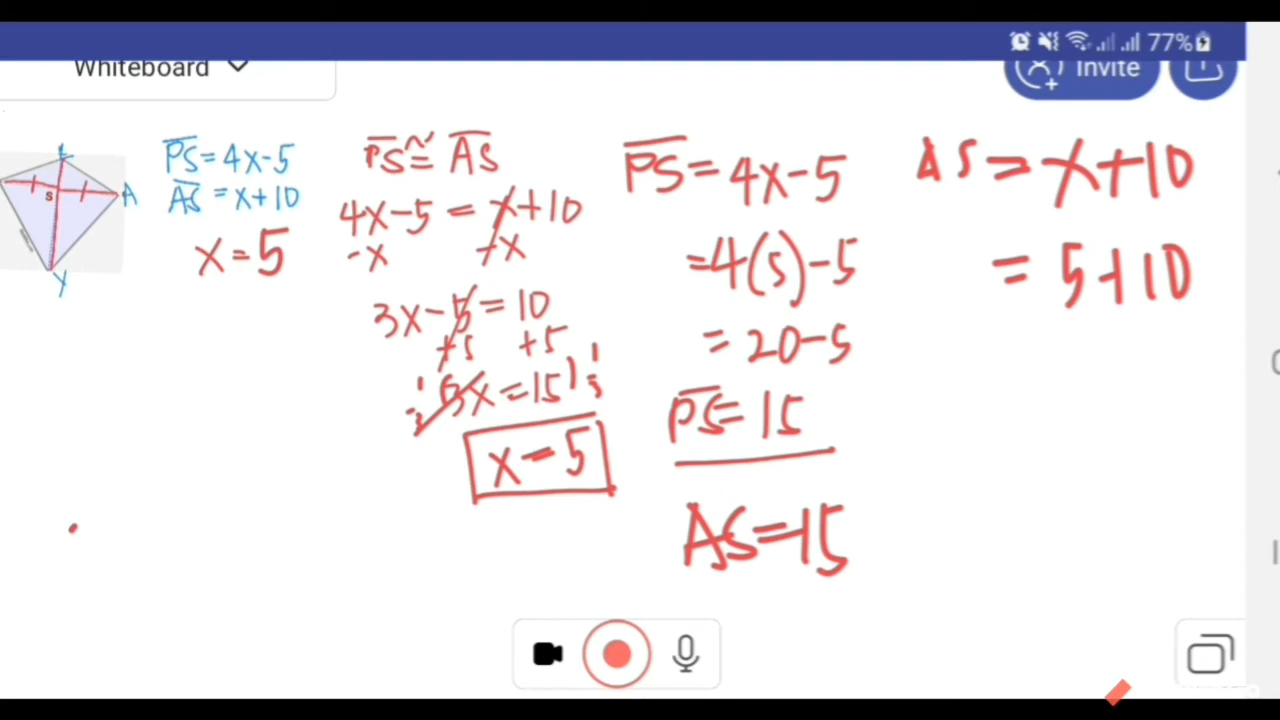 77%
Whiteboard
Invite
L
S
A
Y
PS = 4x-5
AS = x+10
x = 5
PS ≅ AS
4x-5 = x+10
-x -x
3x-5 = 10
+5 +5
3x = 15
x = 5
PS = 4x-5
= 4(5)-5
= 20-5
PS = 15
AS = 15
AS = x+10
= 5+10